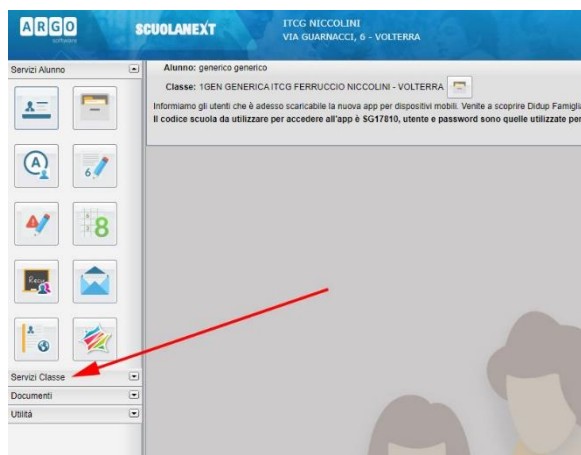 ARGO
software
SCUOLANEXT
ITCG NICCOLINI
VIA GUARNACCI, 6 - VOLTERRA
Servizi Alunno
Alunno: generico generico
Classe: 1GEN GENERICA ITCG FERRUCCIO NICCOLINI - VOLTERRA
Informiamo gli utenti che è adesso scaricabile la nuova app per dispositivi mobili. Venite a scoprire Didup Famiglia
Il codice scuola da utilizzare per accedere all'app è SG17810, utente e password sono quelle utilizzate per
A
6
8
Recu
Servizi Classe
Documenti
Utilità